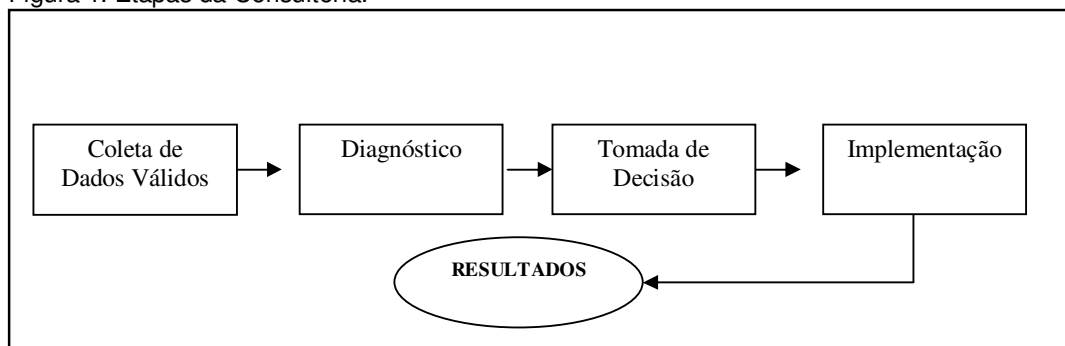 Figura 1: Etapas da Consultoria.
Coleta de
Dados Válidos
Diagnóstico
Tomada de
Decisão
Implementação
RESULTADOS